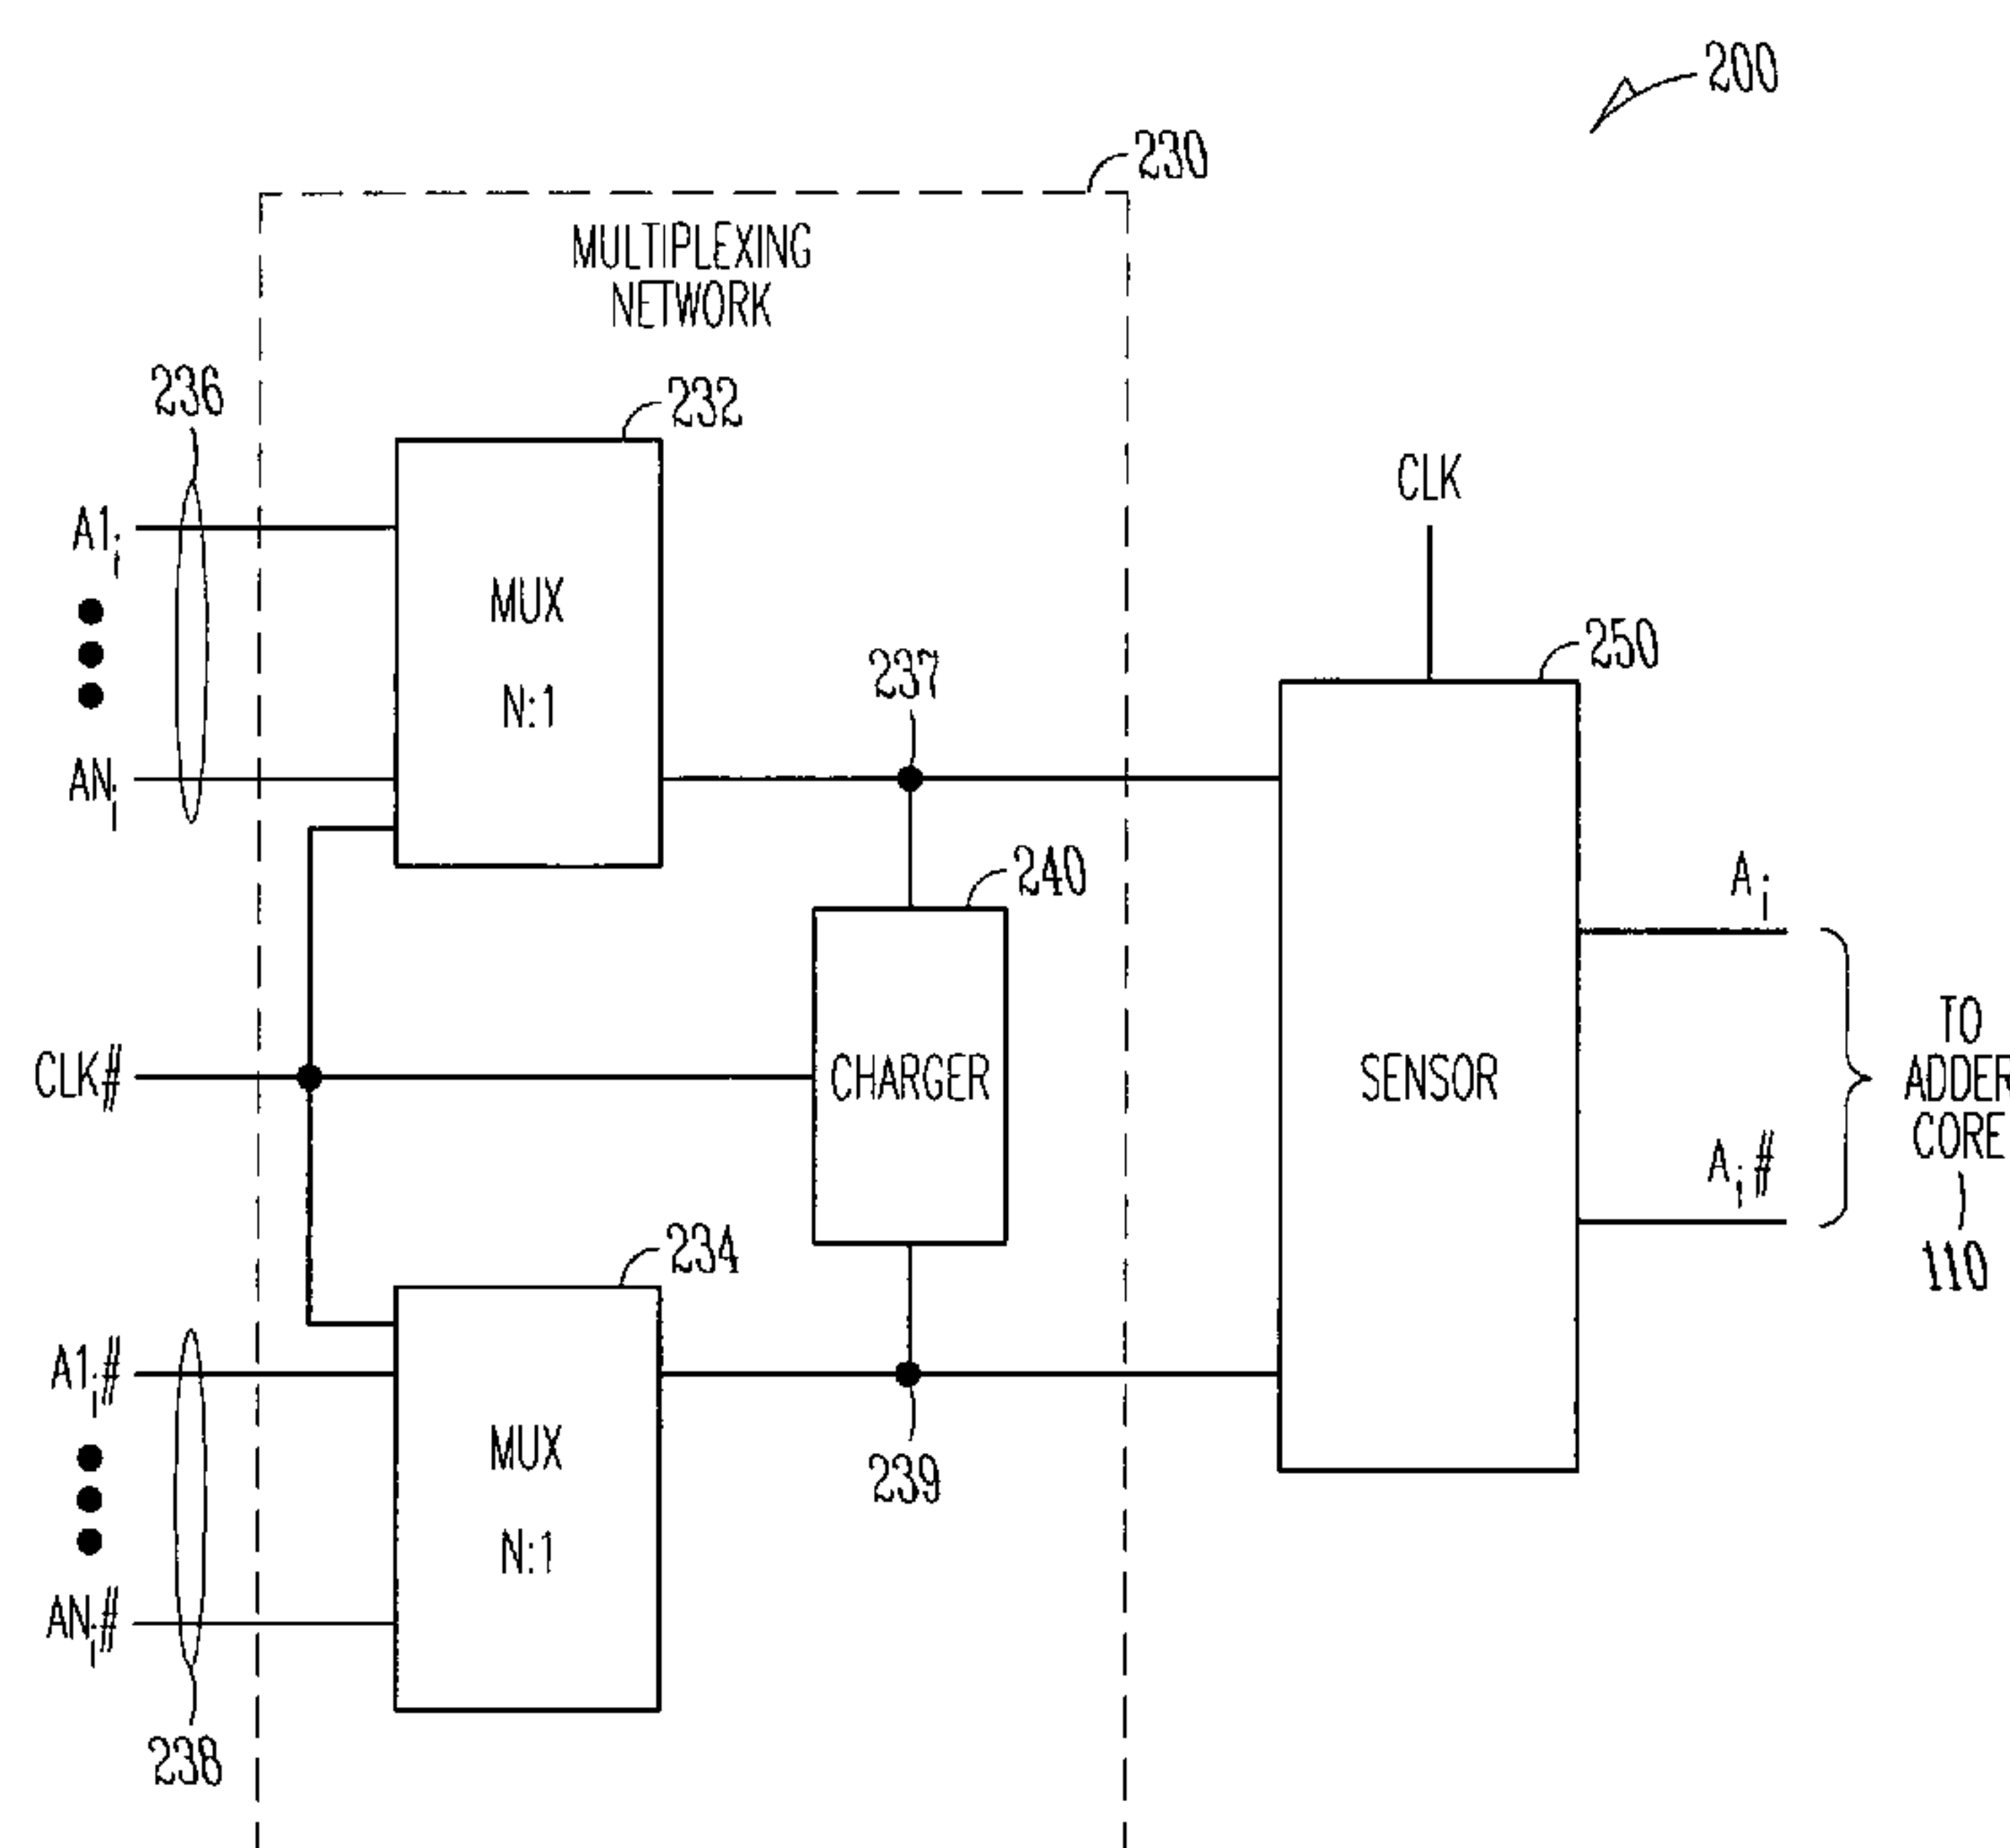 200
230
MULTIPLEXING
NETWORK
236
232
A1i
MUX
N:1
ANi
CLK
250
237
240
Ai
CLK#
CHARGER
SENSOR
TO
ADDER
CORE
110
Ai#
234
A1i#
MUX
N:1
ANi#
239
238